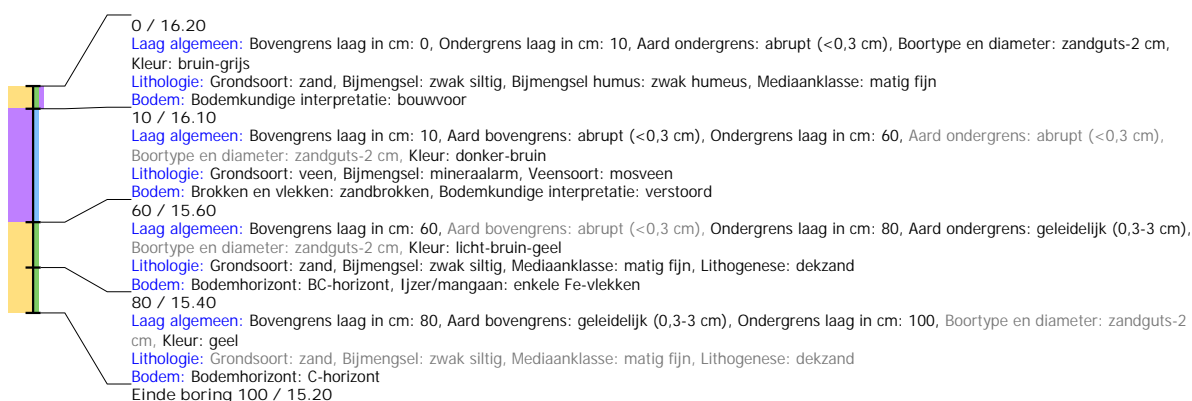 0 / 16.20
Laag algemeen: Bovengrens laag in cm: 0, Ondergrens laag in cm: 10, Aard ondergrens: abrupt (<0,3 cm), Boortype en diameter: zandguts-2 cm,
Kleur: bruin-grijs
Lithologie: Grondsoort: zand, Bijmengsel: zwak siltig, Bijmengsel humus: zwak humeus, Mediaanklasse: matig fijn
Bodem: Bodemkundige interpretatie: bouwvoor
10 / 16.10
Laag algemeen: Bovengrens laag in cm: 10, Aard bovengrens: abrupt (<0,3 cm), Ondergrens laag in cm: 60, Aard ondergrens: abrupt (<0,3 cm),
Boortype en diameter: zandguts-2 cm, Kleur: donker-bruin
Lithologie: Grondsoort: veen, Bijmengsel: mineraalarm, Veensoort: mosveen
Bodem: Brokken en vlekken: zandbrokken, Bodemkundige interpretatie: verstoord
60 / 15.60
Laag algemeen: Bovengrens laag in cm: 60, Aard bovengrens: abrupt (<0,3 cm), Ondergrens laag in cm: 80, Aard ondergrens: geleidelijk (0,3-3 cm),
Boortype en diameter: zandguts-2 cm, Kleur: licht-bruin-geel
Lithologie: Grondsoort: zand, Bijmengsel: zwak siltig, Mediaanklasse: matig fijn, Lithogenese: dekzand
Bodem: Bodemhorizont: BC-horizont, Ijzer/mangaan: enkele Fe-vlekken
80 / 15.40
Laag algemeen: Bovengrens laag in cm: 80, Aard bovengrens: geleidelijk (0,3-3 cm), Ondergrens laag in cm: 100, Boortype en diameter: zandguts-2
cm, Kleur: geel
Lithologie: Grondsoort: zand, Bijmengsel: zwak siltig, Mediaanklasse: matig fijn, Lithogenese: dekzand
Bodem: Bodemhorizont: C-horizont
Einde boring 100 / 15.20